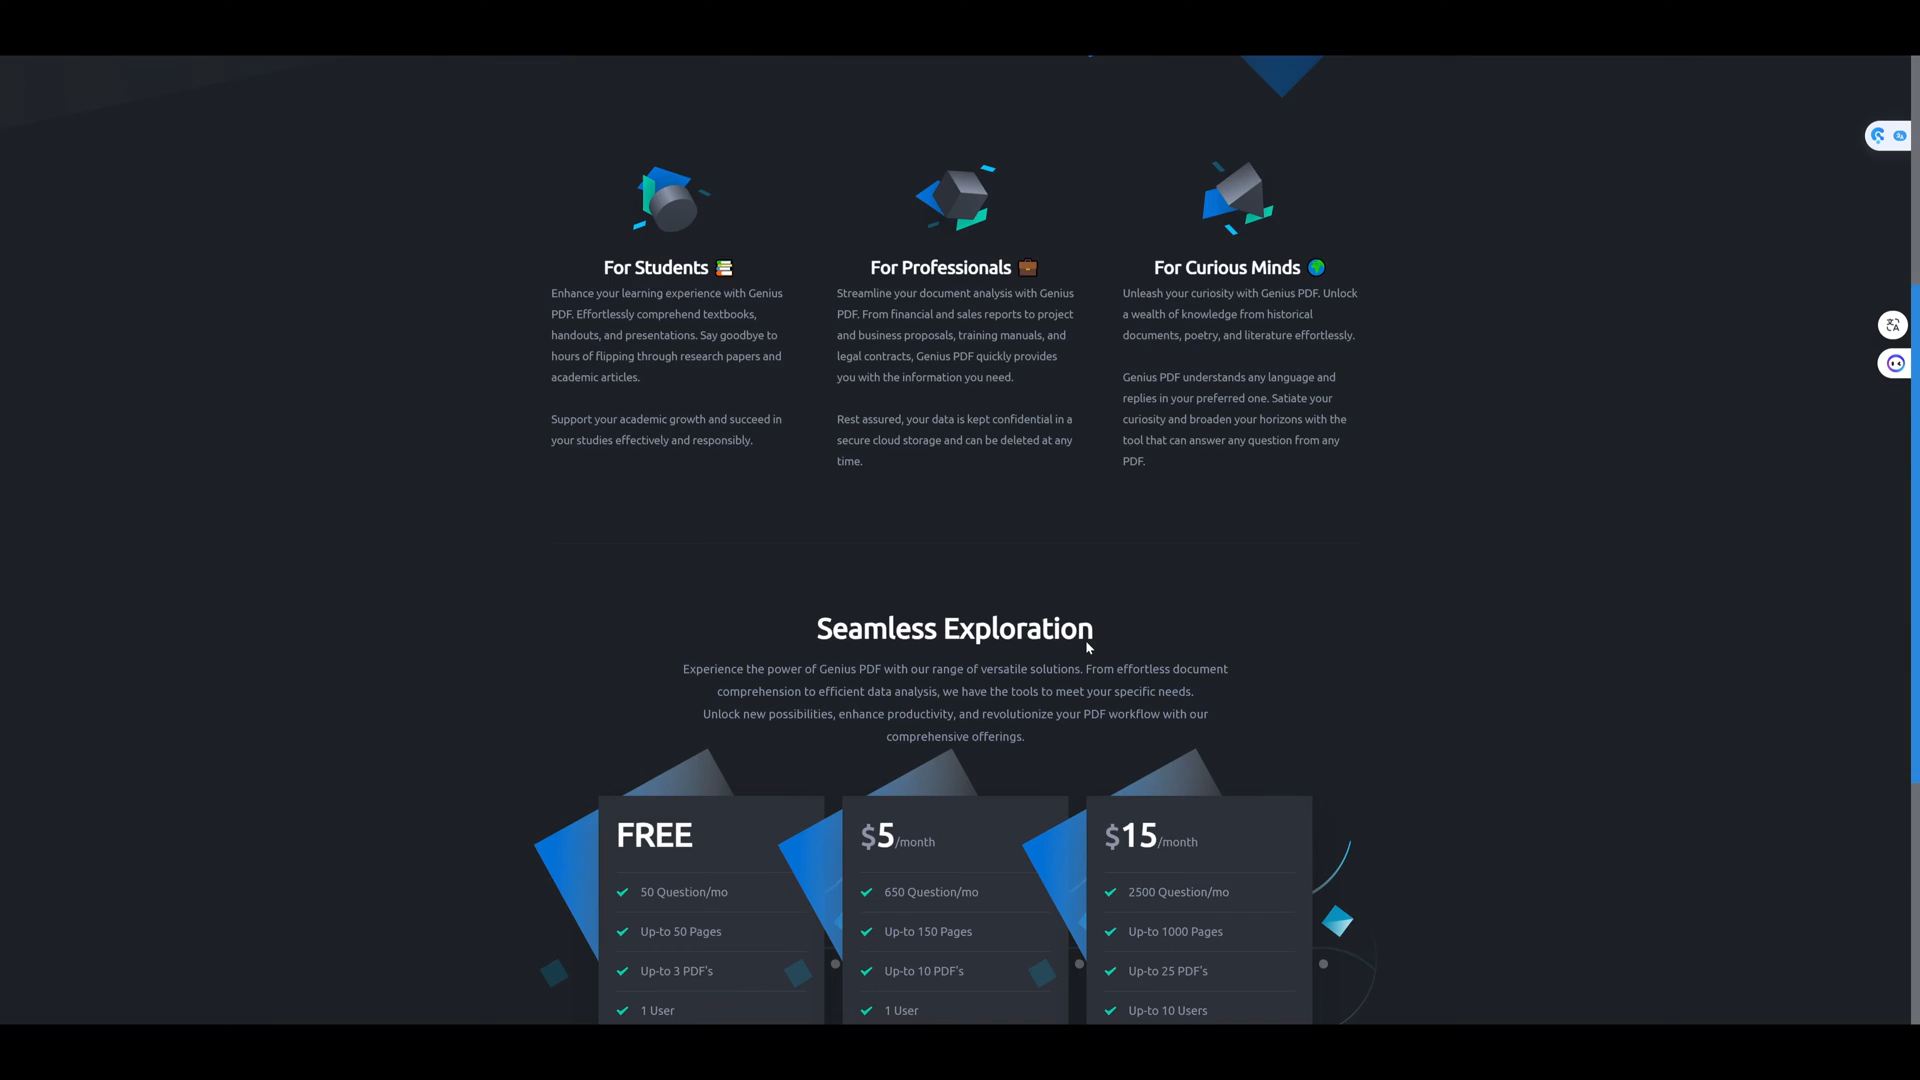 For Students 📚
Enhance your learning experience with Genius
PDF. Effortlessly comprehend textbooks,
handouts, and presentations. Say goodbye to
hours of flipping through research papers and
academic articles.
Support your academic growth and succeed in
your studies effectively and responsibly.
For Professionals 💼
Streamline your document analysis with Genius
PDF. From financial and sales reports to project
and business proposals, training manuals, and
legal contracts, Genius PDF quickly provides
you with the information you need.
Rest assured, your data is kept confidential in a
secure cloud storage and can be deleted at any
time.
For Curious Minds 🌍
Unleash your curiosity with Genius PDF. Unlock
a wealth of knowledge from historical
documents, poetry, and literature effortlessly.
Genius PDF understands any language and
replies in your preferred one. Satiate your
curiosity and broaden your horizons with the
tool that can answer any question from any
PDF.
Seamless Exploration
Experience the power of Genius PDF with our range of versatile solutions. From effortless document
comprehension to efficient data analysis, we have the tools to meet your specific needs.
Unlock new possibilities, enhance productivity, and revolutionize your PDF workflow with our
comprehensive offerings.
FREE
50 Question/mo
Up-to 50 Pages
Up-to 3 PDF's
1 User
$5/month
650 Question/mo
Up-to 150 Pages
Up-to 10 PDF's
1 User
$15/month
2500 Question/mo
Up-to 1000 Pages
Up-to 25 PDF's
Up-to 10 Users